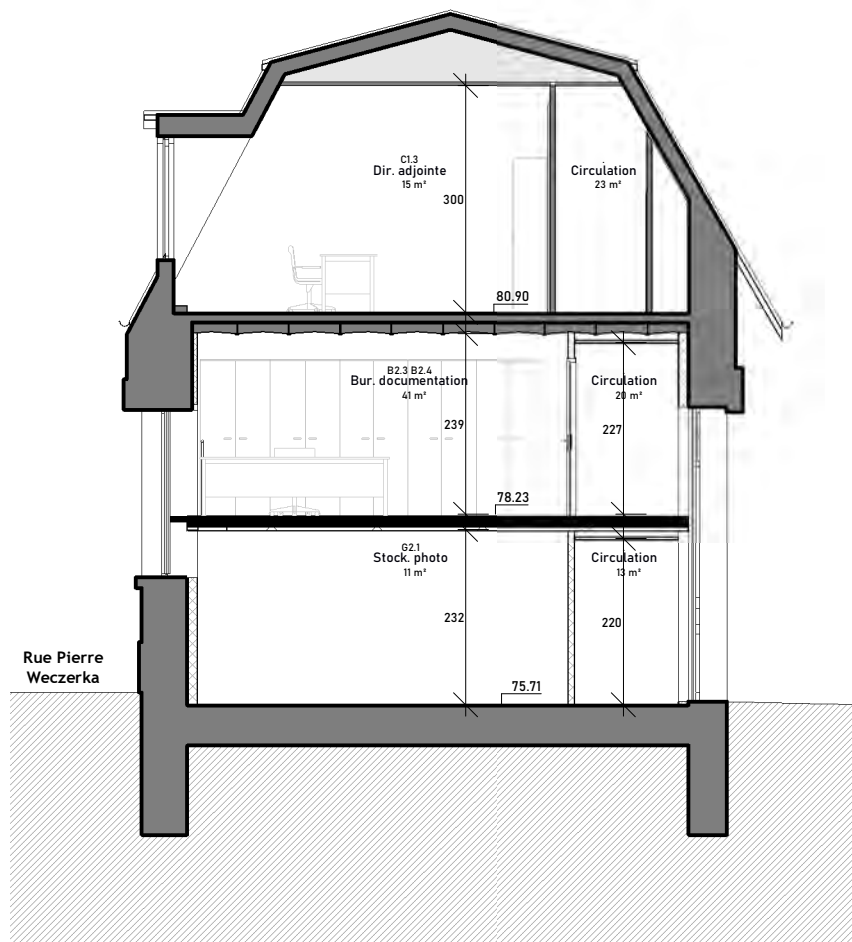 C1.3
Dir. adjointe
15 m²
Circulation
23 m²
300
80.90
B2.3 B2.4
Bur. documentation
41 m²
Circulation
20 m²
239
227
78.23
G2.1
Stock. photo
11 m²
Circulation
13 m²
232
220
Rue Pierre
Weczerka
75.71